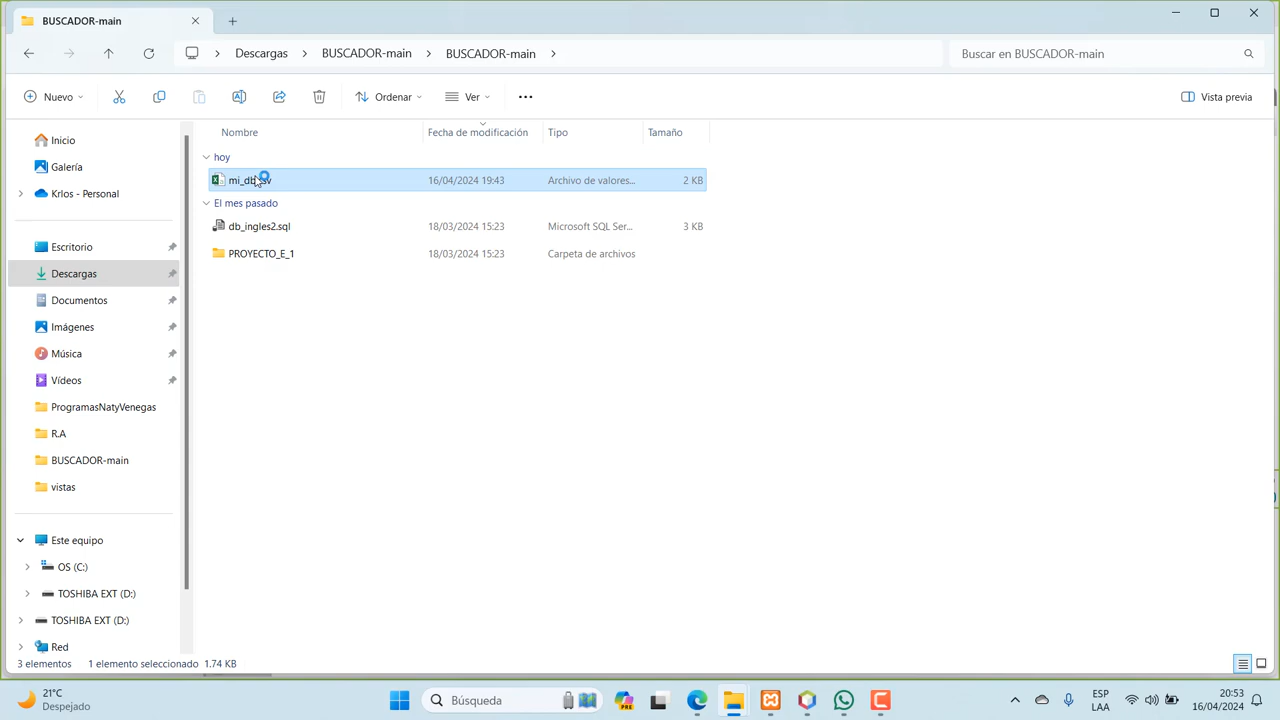 BUSCADOR-main
Descargas
BUSCADOR-main
BUSCADOR-main
Buscar en BUSCADOR-main
Nuevo
Ordenar
Ver
Vista previa
Nombre
Fecha de modificación
Tipo
Tamaño
hoy
16/04/2024 19:43
Archivo de valores...
2 KB
El mes pasado
db_ingles2.sql
18/03/2024 15:23
Microsoft SQL Ser...
3 KB
PROYECTO_E_1
18/03/2024 15:23
Carpeta de archivos
Inicio
Galería
Krlos - Personal
Escritorio
Descargas
Documentos
Imágenes
Música
Vídeos
ProgramasNatyVenegas
R.A
BUSCADOR-main
vistas
Este equipo
OS (C:)
TOSHIBA EXT (D:)
TOSHIBA EXT (D:)
Red
3 elementos
1 elemento seleccionado
1.74 KB
21°C
Despejado
Búsqueda
PRE
ESP
LAA
20:53
16/04/2024